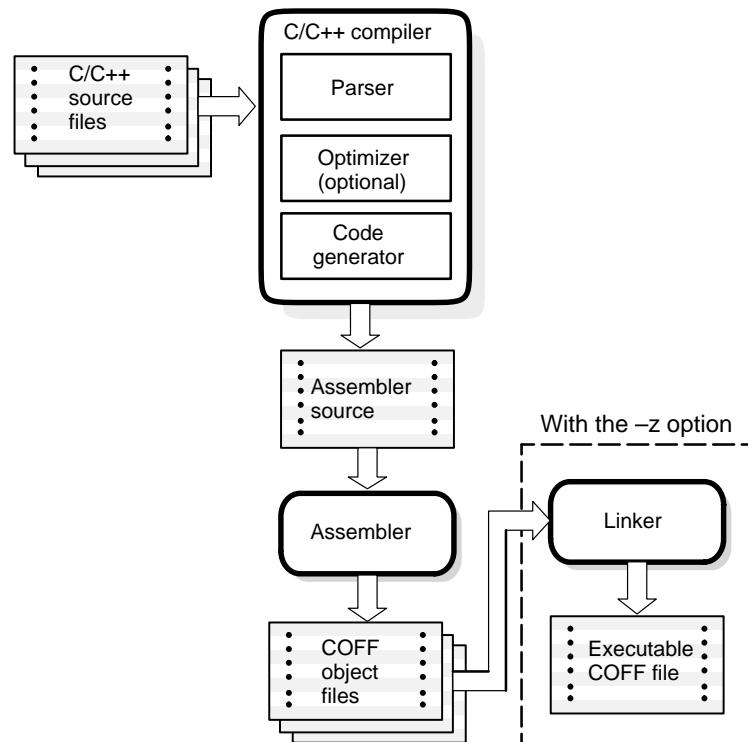 C/C++ compiler
C/C++
source
files
Parser
Optimizer
(optional)
Code
generator
Assembler
source
With the –z option
Assembler
Linker
COFF
object
files
Executable
COFF file